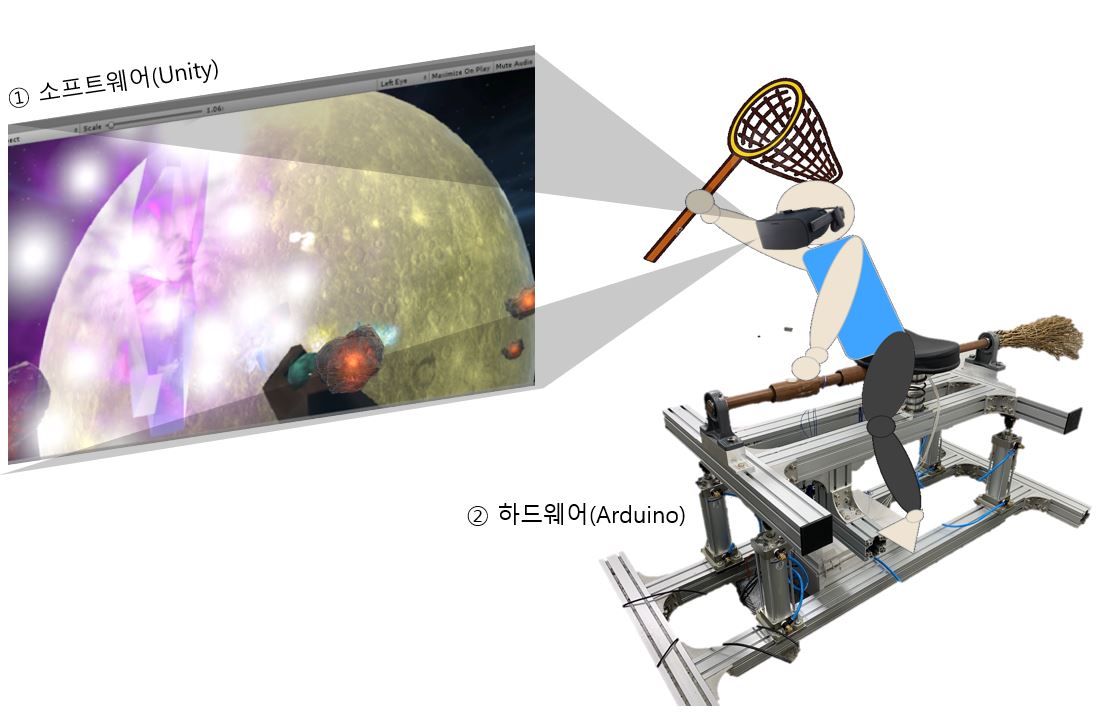 ① 소프트웨어(Unity)
Left Eye Maximize On Play Mute Audio
ect Scale 1.06
② 하드웨어(Arduino)